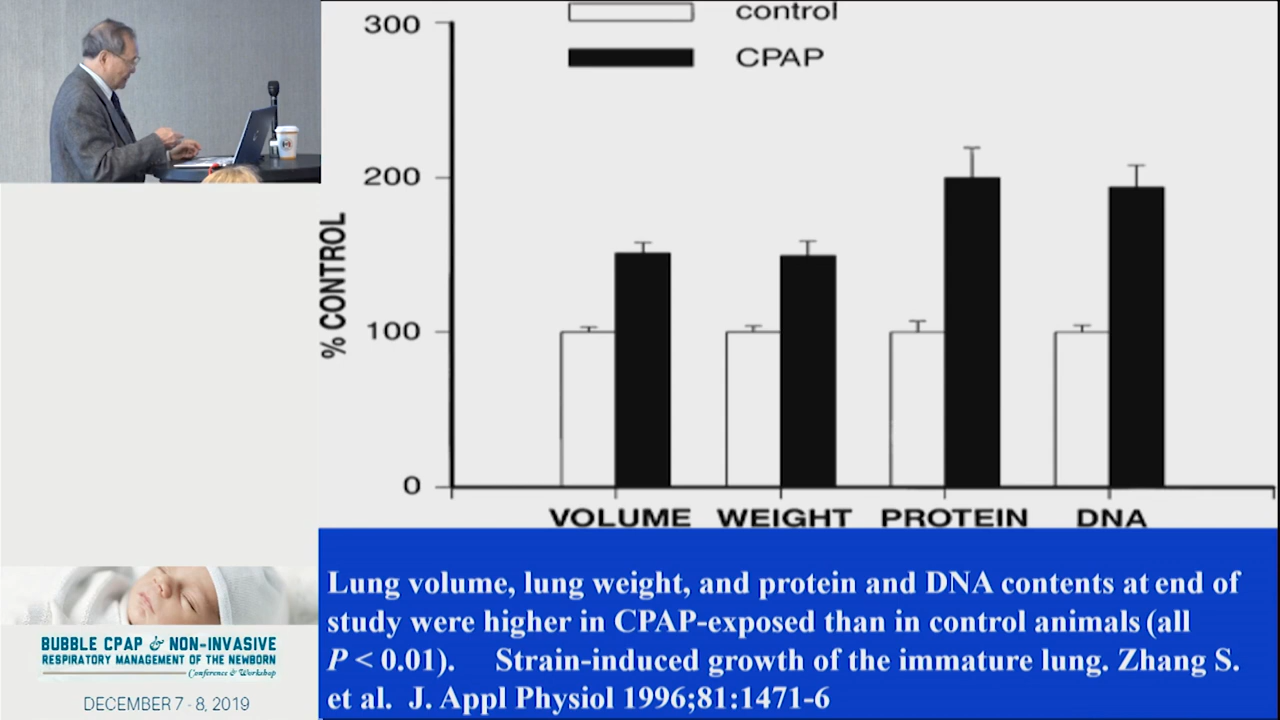 control
CPAP
300
200
100
0
% CONTROL
VOLUME WEIGHT PROTEIN DNA
Lung volume, lung weight, and protein and DNA contents at end of
study were higher in CPAP-exposed than in control animals (all
P < 0.01). Strain-induced growth of the immature lung. Zhang S.
et al. J. Appl Physiol 1996;81:1471-6
BUBBLE CPAP & NON-INVASIVE
RESPIRATORY MANAGEMENT OF THE NEWBORN
Conference & Workshop
DECEMBER 7 - 8, 2019